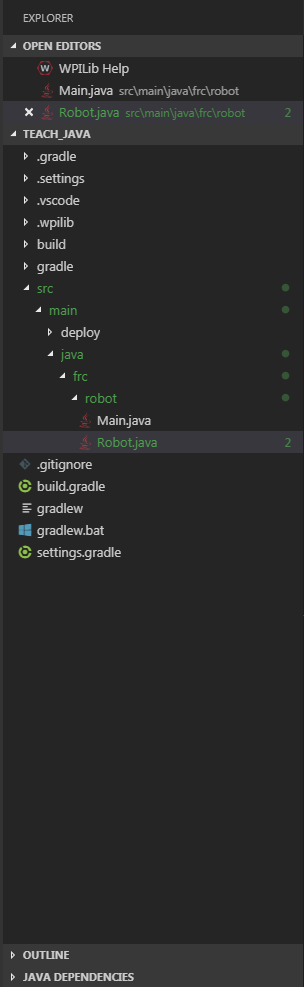 EXPLORER
OPEN EDITORS
W WPILib Help
Main.java src\main\java\frc\robot
Robot.java src\main\java\frc\robot 2
TEACH_JAVA
.gradle
.settings
.vscode
.wpilib
build
gradle
src
main
deploy
java
frc
robot
Main.java
Robot.java 2
.gitignore
build.gradle
gradlew
gradlew.bat
settings.gradle
OUTLINE
JAVA DEPENDENCIES